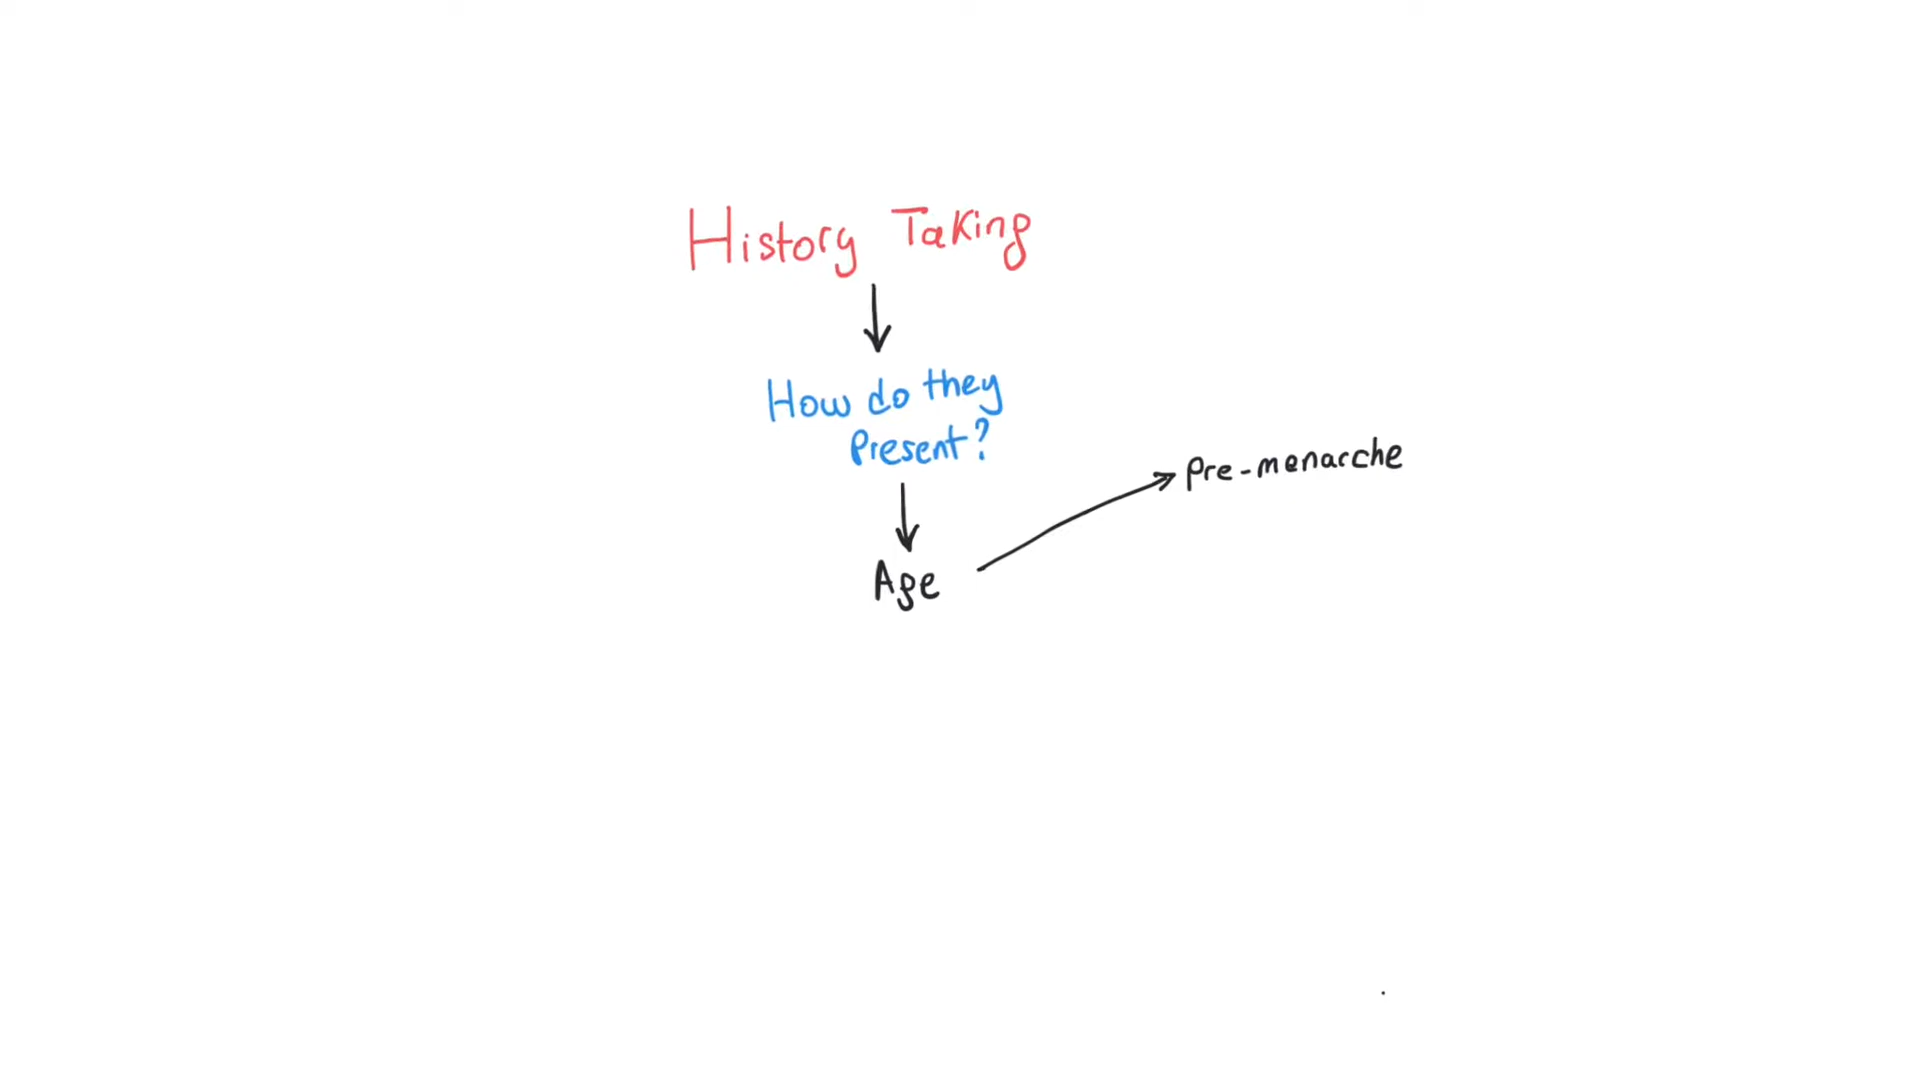 History Taking
How do they
Present?
Pre-menarche
Age